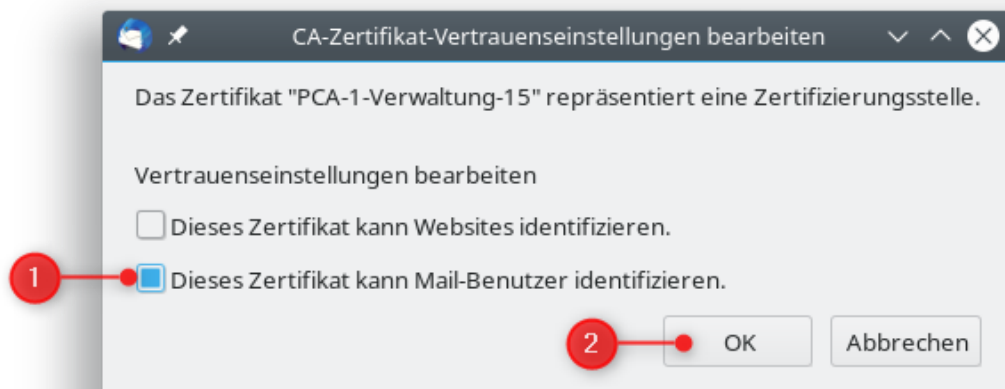 CA-Zertifikat-Vertrauenseinstellungen bearbeiten
Das Zertifikat "PCA-1-Verwaltung-15" repräsentiert eine Zertifizierungsstelle.
Vertrauenseinstellungen bearbeiten
Dieses Zertifikat kann Websites identifizieren.
1 Dieses Zertifikat kann Mail-Benutzer identifizieren.
2 OK Abbrechen